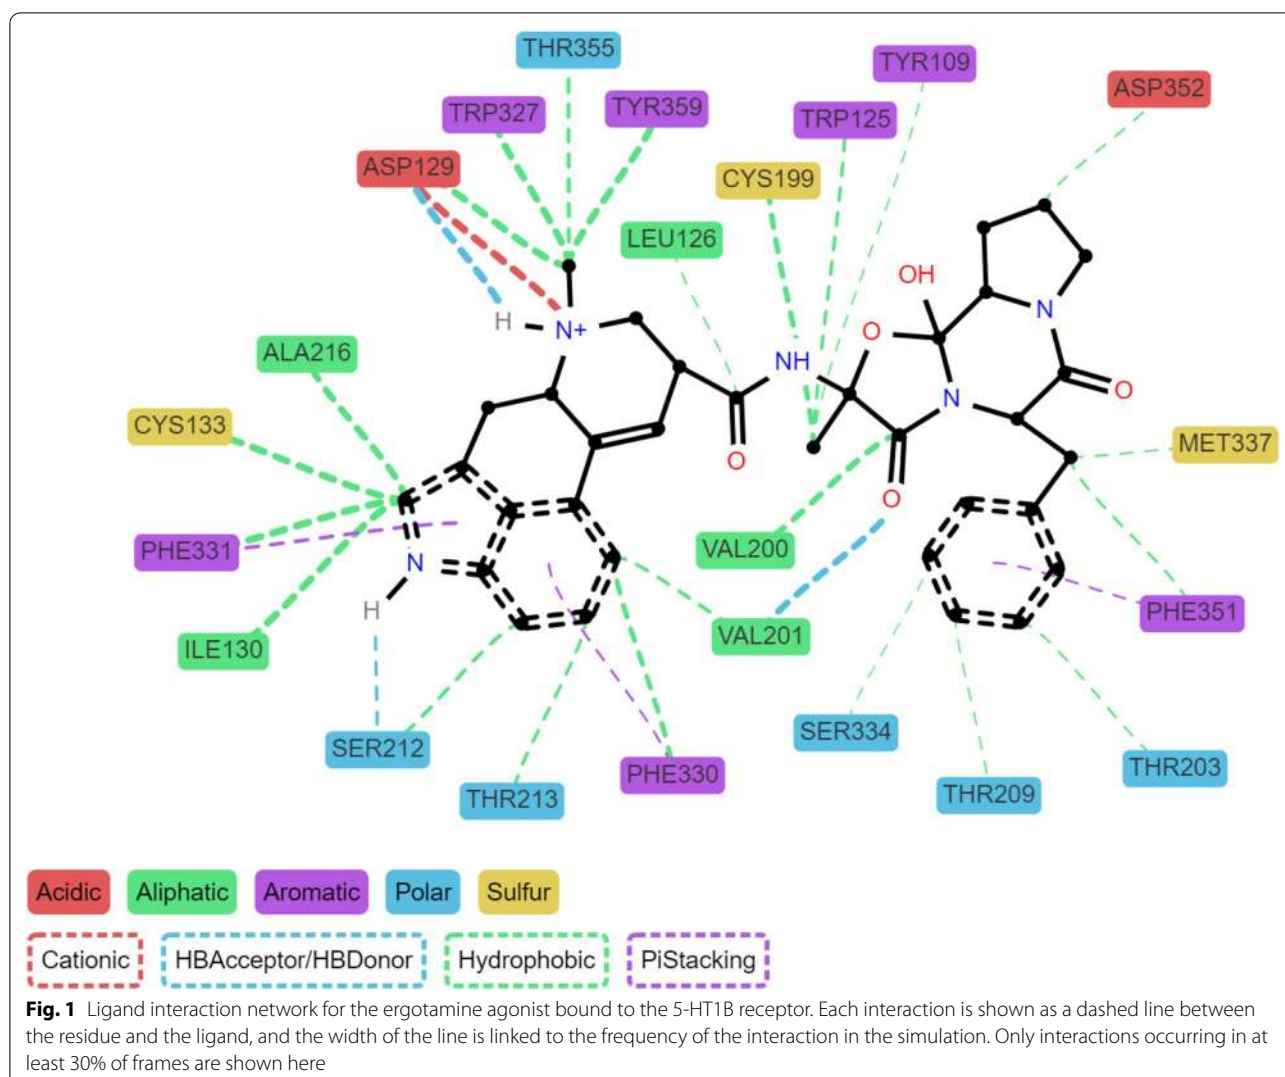 THR355
TYR109
ASP352
TRP327
TYR359
TRP125
ASP129
CYS199
LEU126
OH
N
H
N+
O
ALA216
NH
O
N
CYS133
O
MET337
O
VAL200
PHE331
N
H
VAL201
PHE351
ILE130
SER212
SER334
PHE330
THR203
THR213
THR209
Acidic Aliphatic Aromatic Polar Sulfur
Cationic HBAcceptor/HBDonor Hydrophobic PiStacking
Fig. 1 Ligand interaction network for the ergotamine agonist bound to the 5-HT1B receptor. Each interaction is shown as a dashed line between
the residue and the ligand, and the width of the line is linked to the frequency of the interaction in the simulation. Only interactions occurring in at
least 30% of frames are shown here